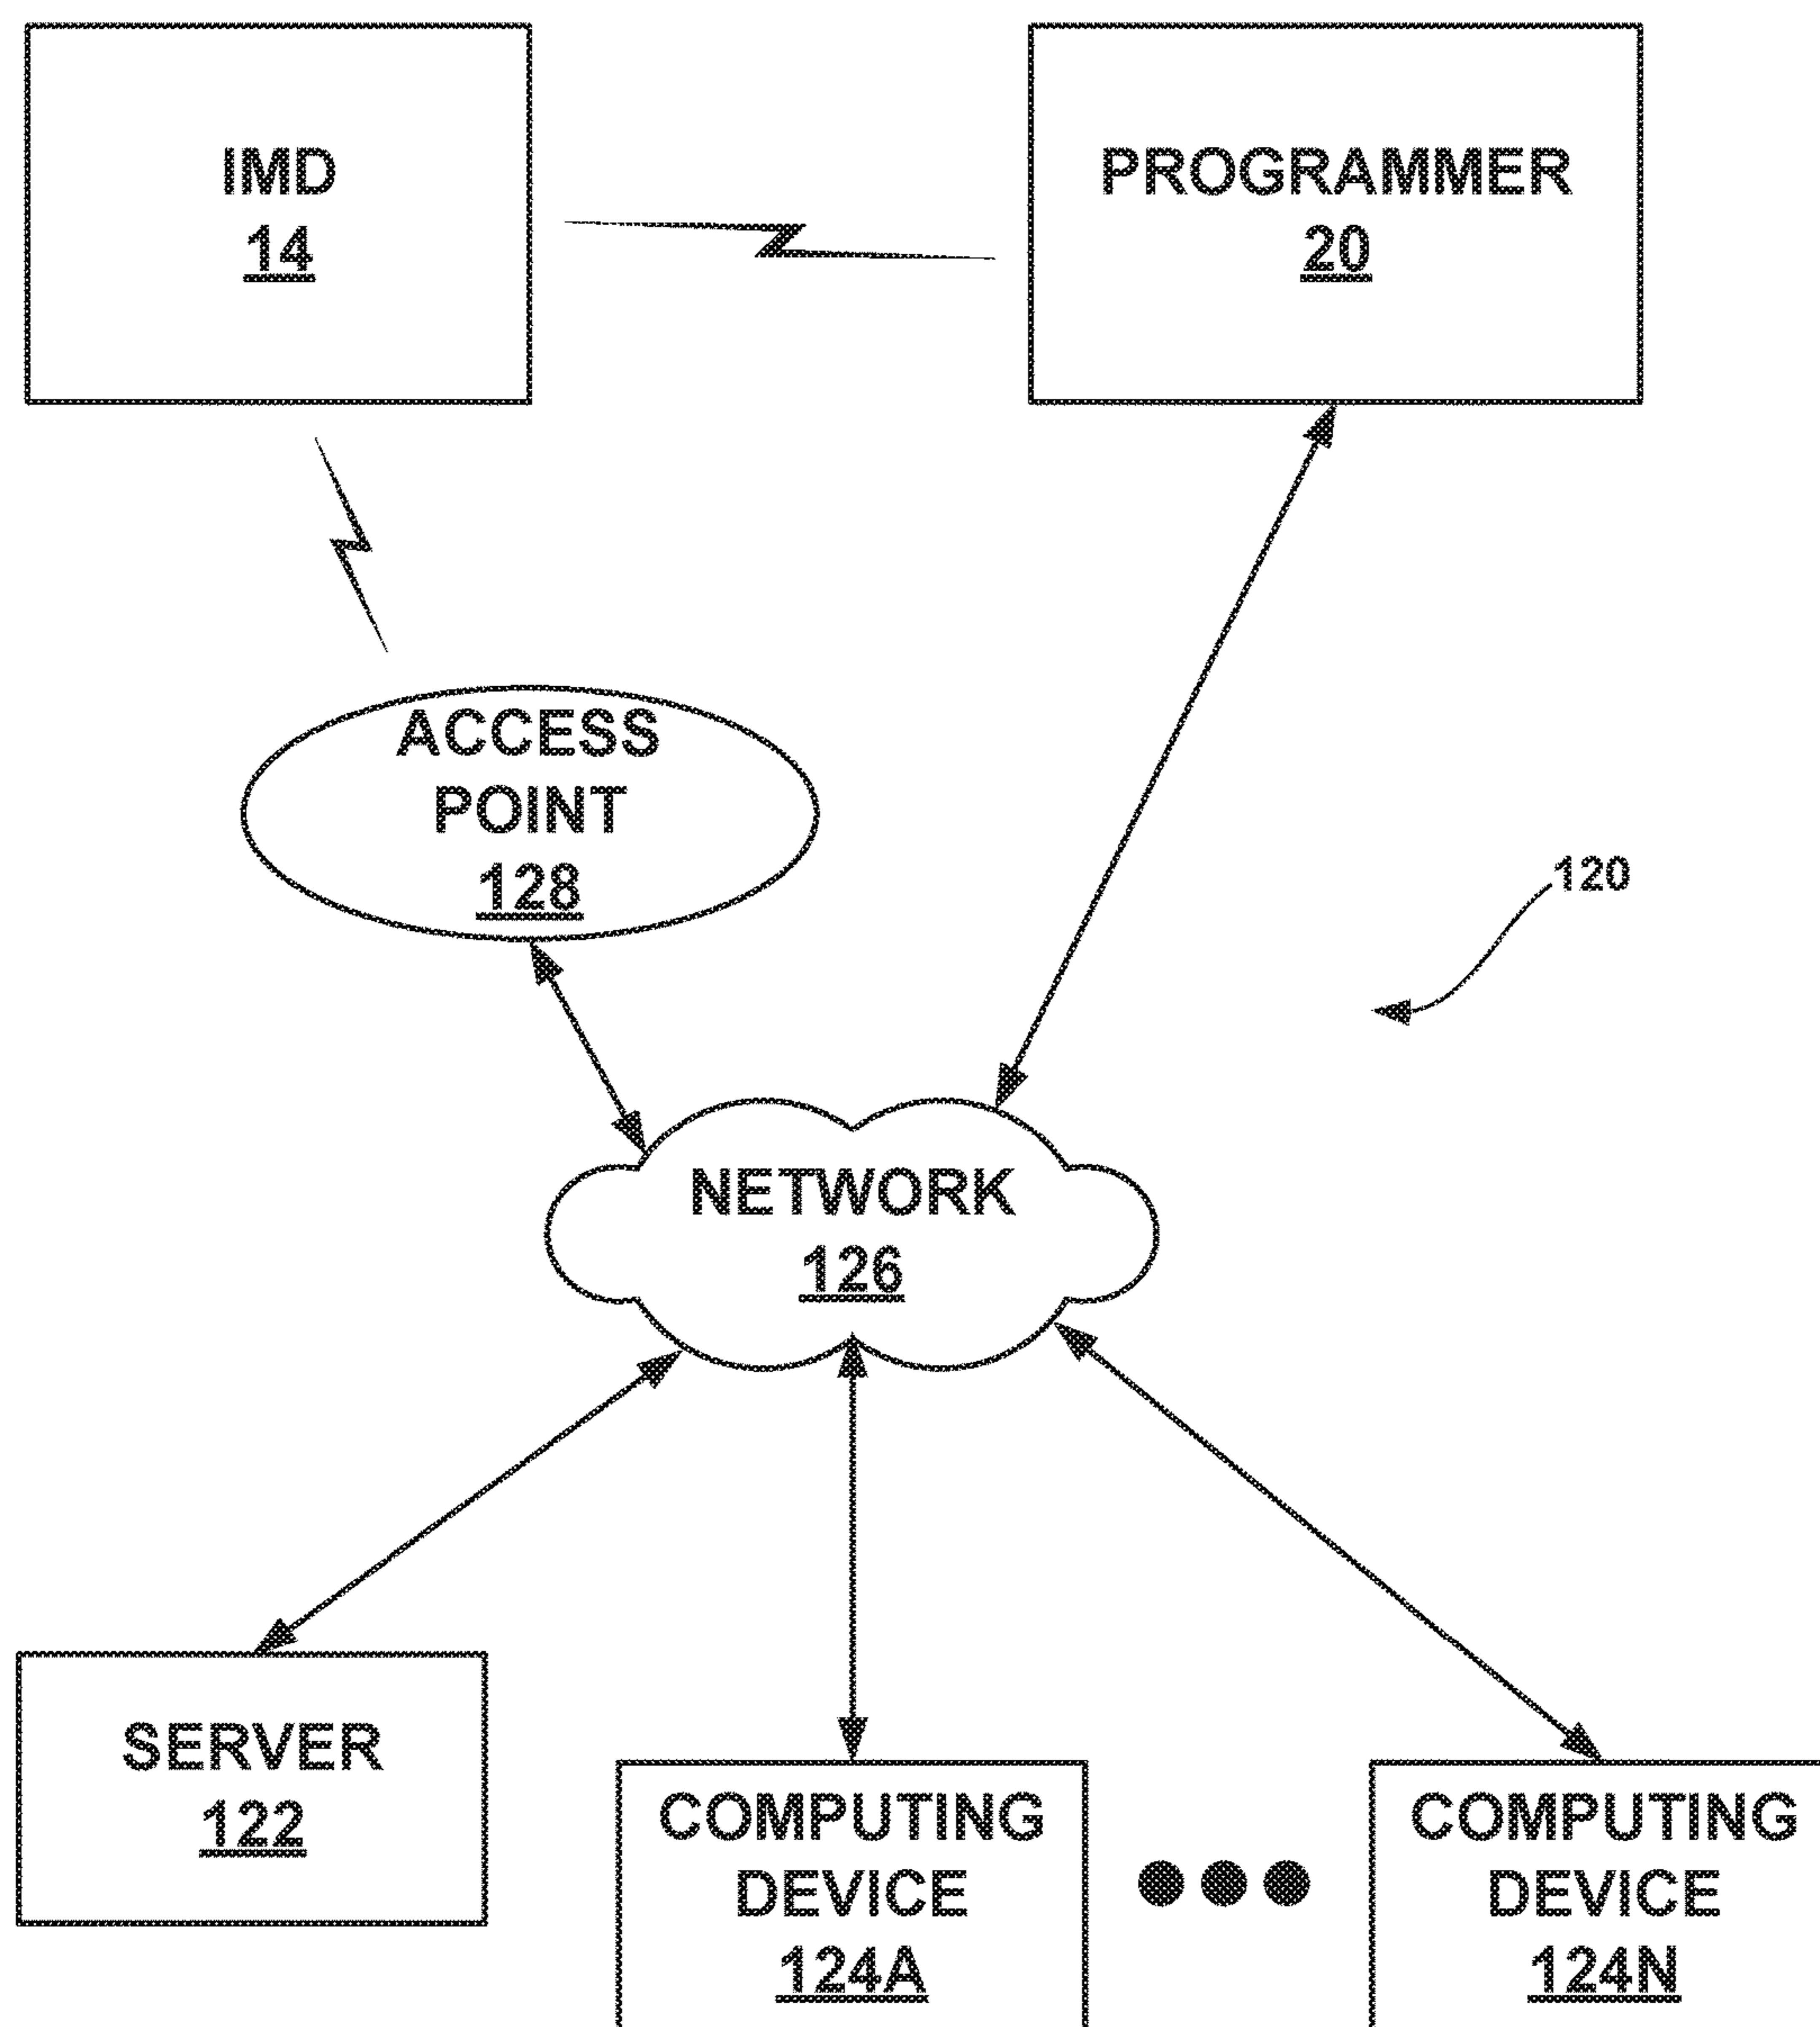 IMD
14
PROGRAMMER
20
ACCESS
POINT
128
120
NETWORK
126
SERVER
122
COMPUTING
DEVICE
124A
COMPUTING
DEVICE
124N